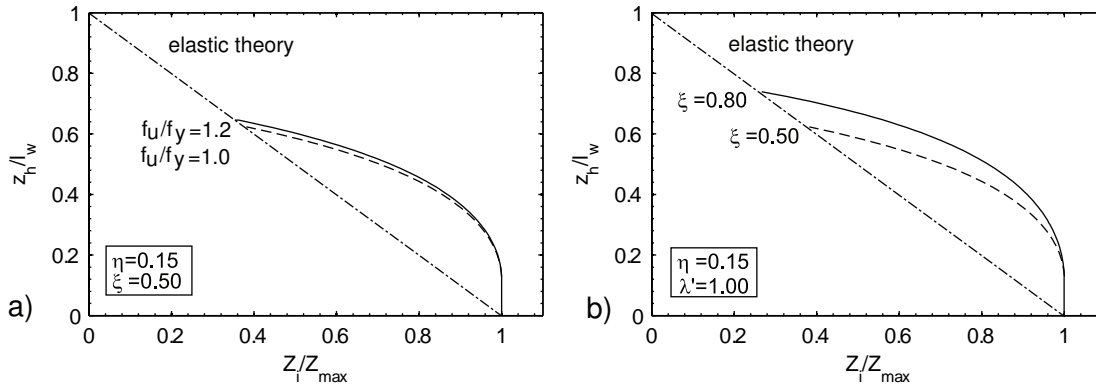 1
0.8
0.6
0.4
0.2
0
z_h/l_w
elastic theory
f_u/f_y=1.2
f_u/f_y=1.0
η=0.15
ξ=0.50
a)
0 0.2 0.4 0.6 0.8 1
Z_i/Z_max
1
0.8
0.6
0.4
0.2
0
z_h/l_w
elastic theory
ξ=0.80
ξ=0.50
η=0.15
λ'=1.00
b)
0 0.2 0.4 0.6 0.8 1
Z_i/Z_max